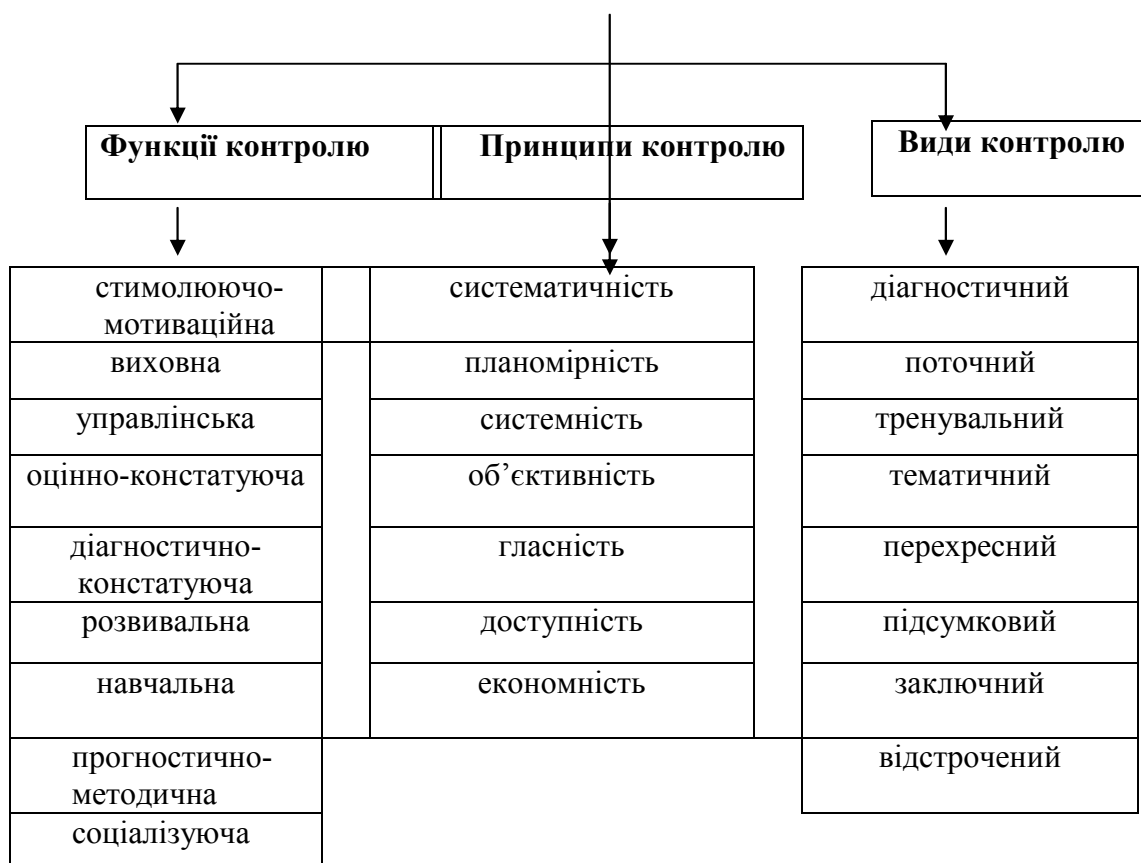 Функції контролю
Принципи контролю
Види контролю
стимолюючо-
мотиваційна
виховна
управлінська
оцінно-констатуюча
діагностично-
констатуюча
розвивальна
навчальна
прогностично-
методична
соціалізуюча
систематичність
планомірність
системність
об’єктивність
гласність
доступність
економність
діагностичний
поточний
тренувальний
тематичний
перехресний
підсумковий
заключний
відстрочений